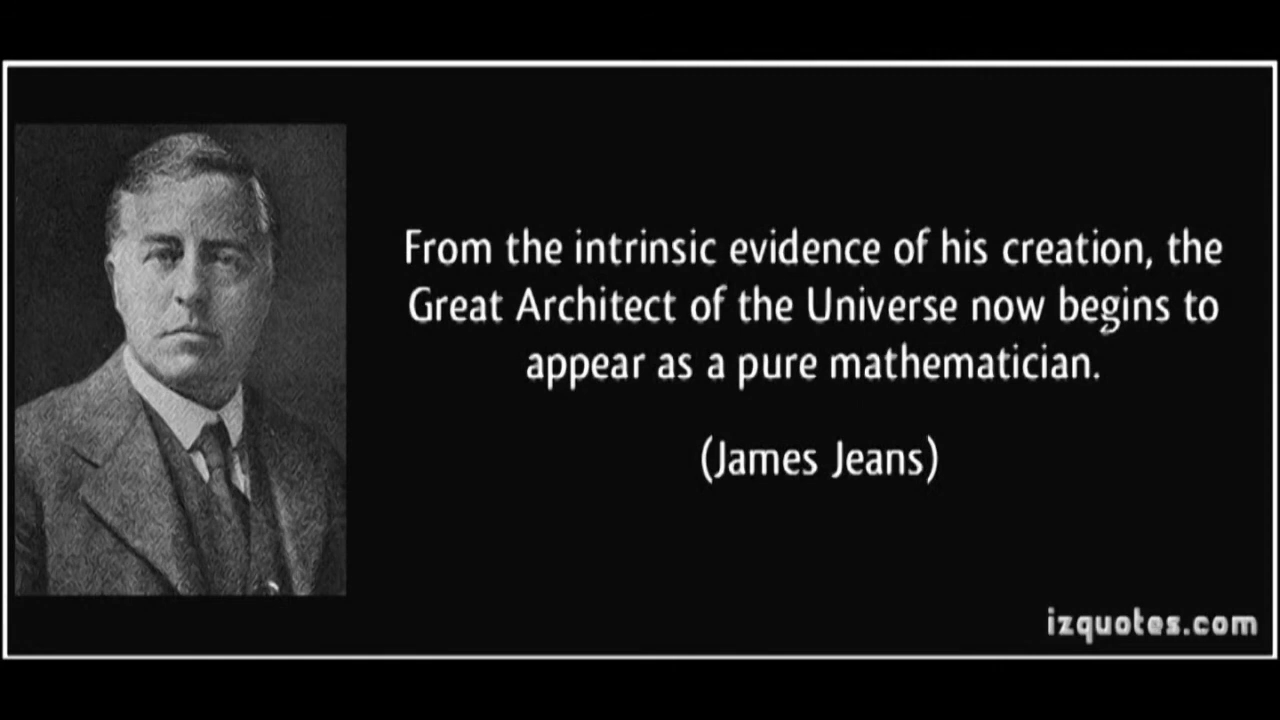 From the intrinsic evidence of his creation, the
Great Architect of the Universe now begins to
appear as a pure mathematician.
(James Jeans)
izquotes.com